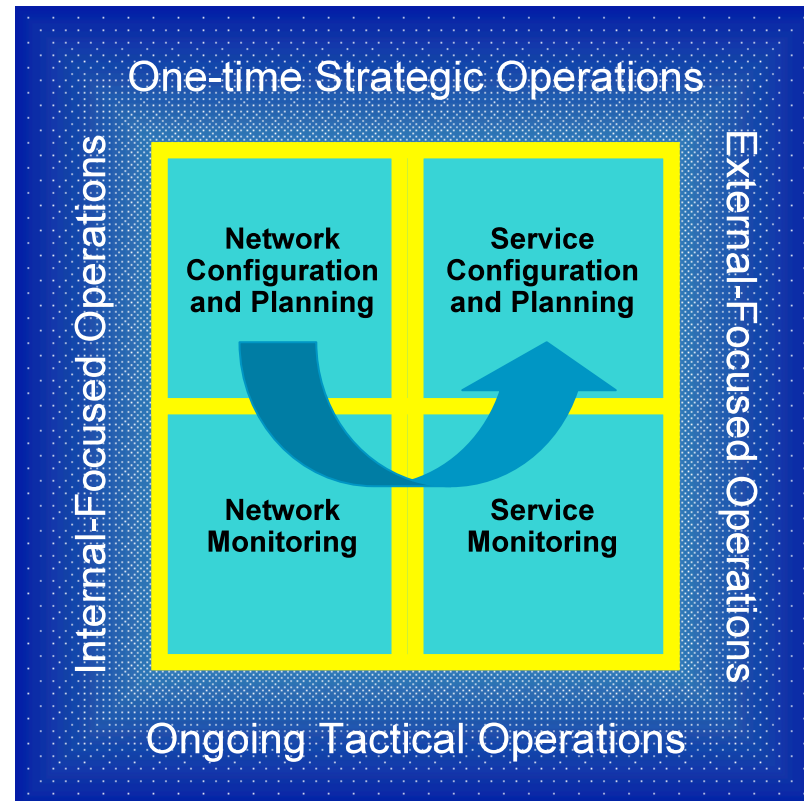 One-time Strategic Operations
Internal-Focused Operations
External-Focused Operations
Network
Configuration
and Planning
Service
Configuration
and Planning
Network
Monitoring
Service
Monitoring
Ongoing Tactical Operations